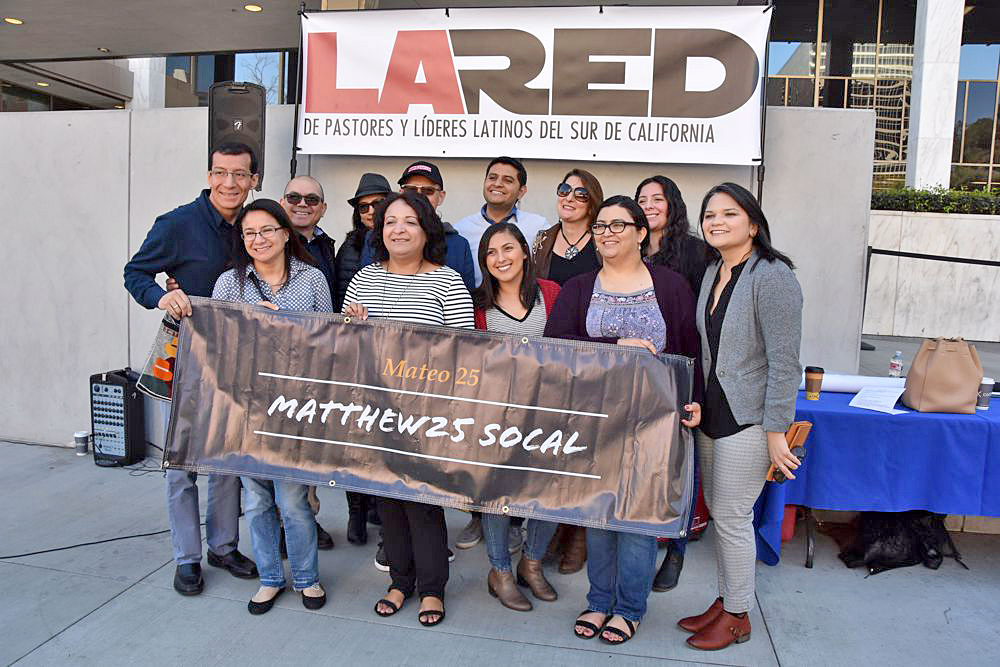 LARED
DE PASTORES Y LÍDERES LATINOS DEL SUR DE CALIFORNIA
Mateo 25
MATTHEW25 SOCAL